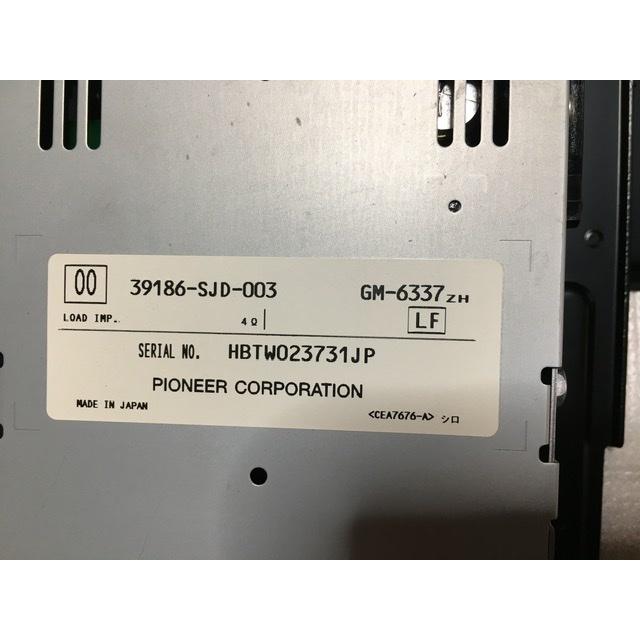 00 39186-SJD-003 GM-6337ZH
LOAD IMP. 4Ω LF
SERIAL NO. HBTW023731JP
PIONEER CORPORATION
MADE IN JAPAN <CEA7676-A> シロ